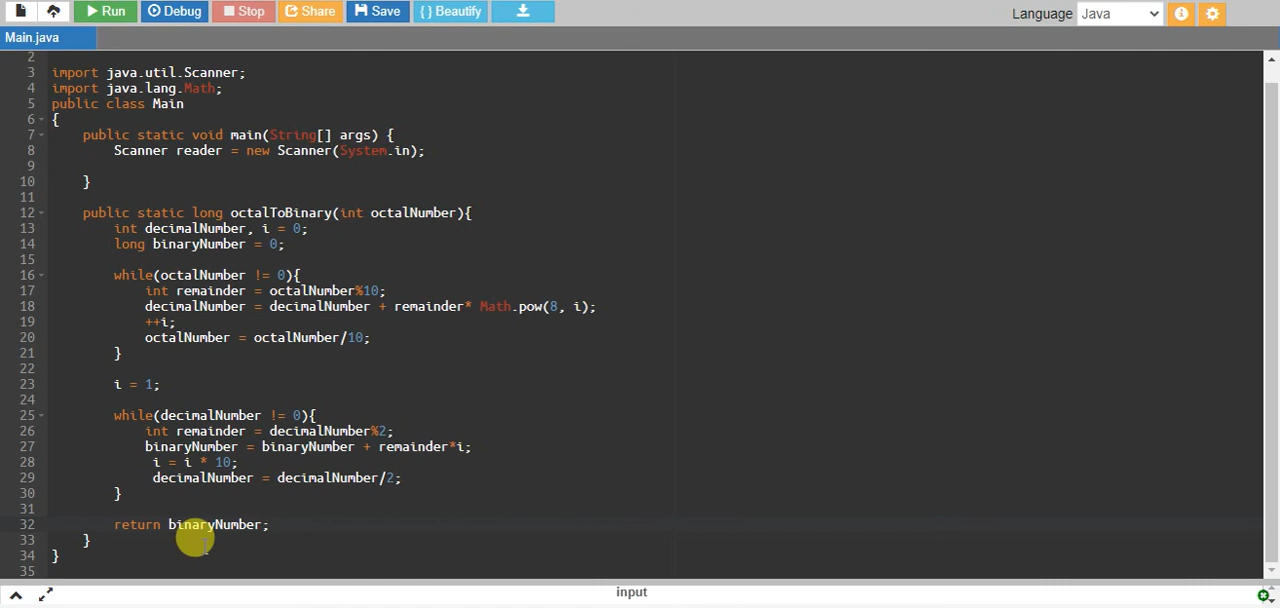 Run Debug Stop Share Save { } Beautify Language Java
Main.java
2
3 import java.util.Scanner;
4 import java.lang.Math;
5 public class Main
6 {
7 public static void main(String[] args) {
8 Scanner reader = new Scanner(System.in);
9
10 }
11
12 public static long octalToBinary(int octalNumber){
13 int decimalNumber, i = 0;
14 long binaryNumber = 0;
15
16 while(octalNumber != 0){
17 int remainder = octalNumber%10;
18 decimalNumber = decimalNumber + remainder* Math.pow(8, i);
19 ++i;
20 octalNumber = octalNumber/10;
21 }
22
23 i = 1;
24
25 while(decimalNumber != 0){
26 int remainder = decimalNumber%2;
27 binaryNumber = binaryNumber + remainder*i;
28 i = i * 10;
29 decimalNumber = decimalNumber/2;
30 }
31
32 return binaryNumber;
33 }
34 }
35
input